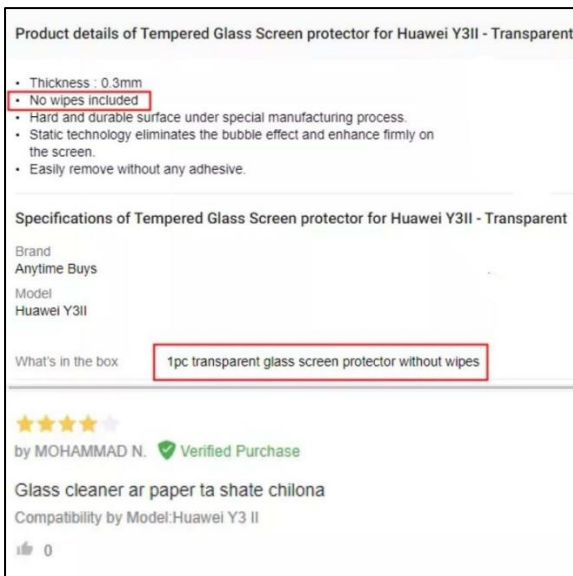 Product details of Tempered Glass Screen protector for Huawei Y3II - Transparent
• Thickness : 0.3mm
• No wipes included
• Hard and durable surface under special manufacturing process.
• Static technology eliminates the bubble effect and enhance firmly on
the screen.
• Easily remove without any adhesive.
Specifications of Tempered Glass Screen protector for Huawei Y3II - Transparent
Brand
Anytime Buys
Model
Huawei Y3II
What's in the box 1pc transparent glass screen protector without wipes
by MOHAMMAD N. Verified Purchase
Glass cleaner ar paper ta shate chilona
Compatibility by Model:Huawei Y3 II
0